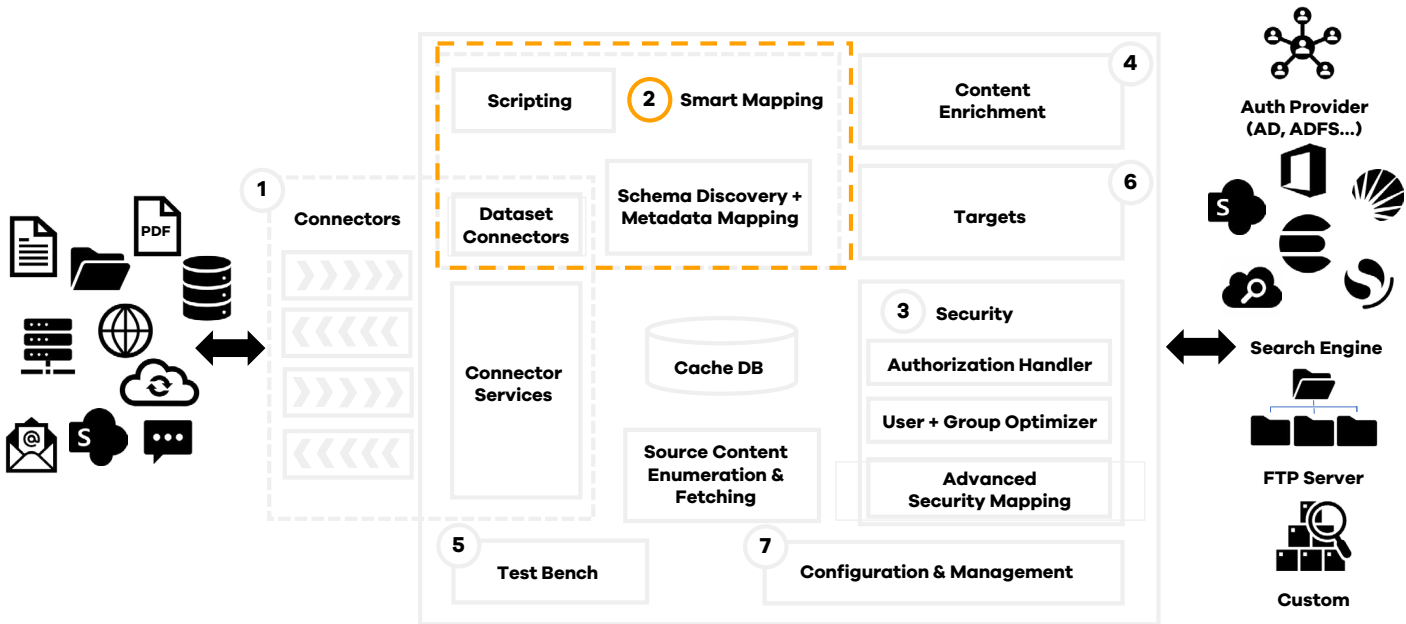 PDF
@
S
1
Connectors
Scripting
2
Smart Mapping
Schema Discovery +
Metadata Mapping
Dataset
Connectors
Connector
Services
Cache DB
Source Content
Enumeration &
Fetching
4
Content
Enrichment
6
Targets
3
Security
Authorization Handler
User + Group Optimizer
Advanced
Security Mapping
5
Test Bench
7
Configuration & Management
Auth Provider
(AD, ADFS...)
S
Search Engine
FTP Server
Custom